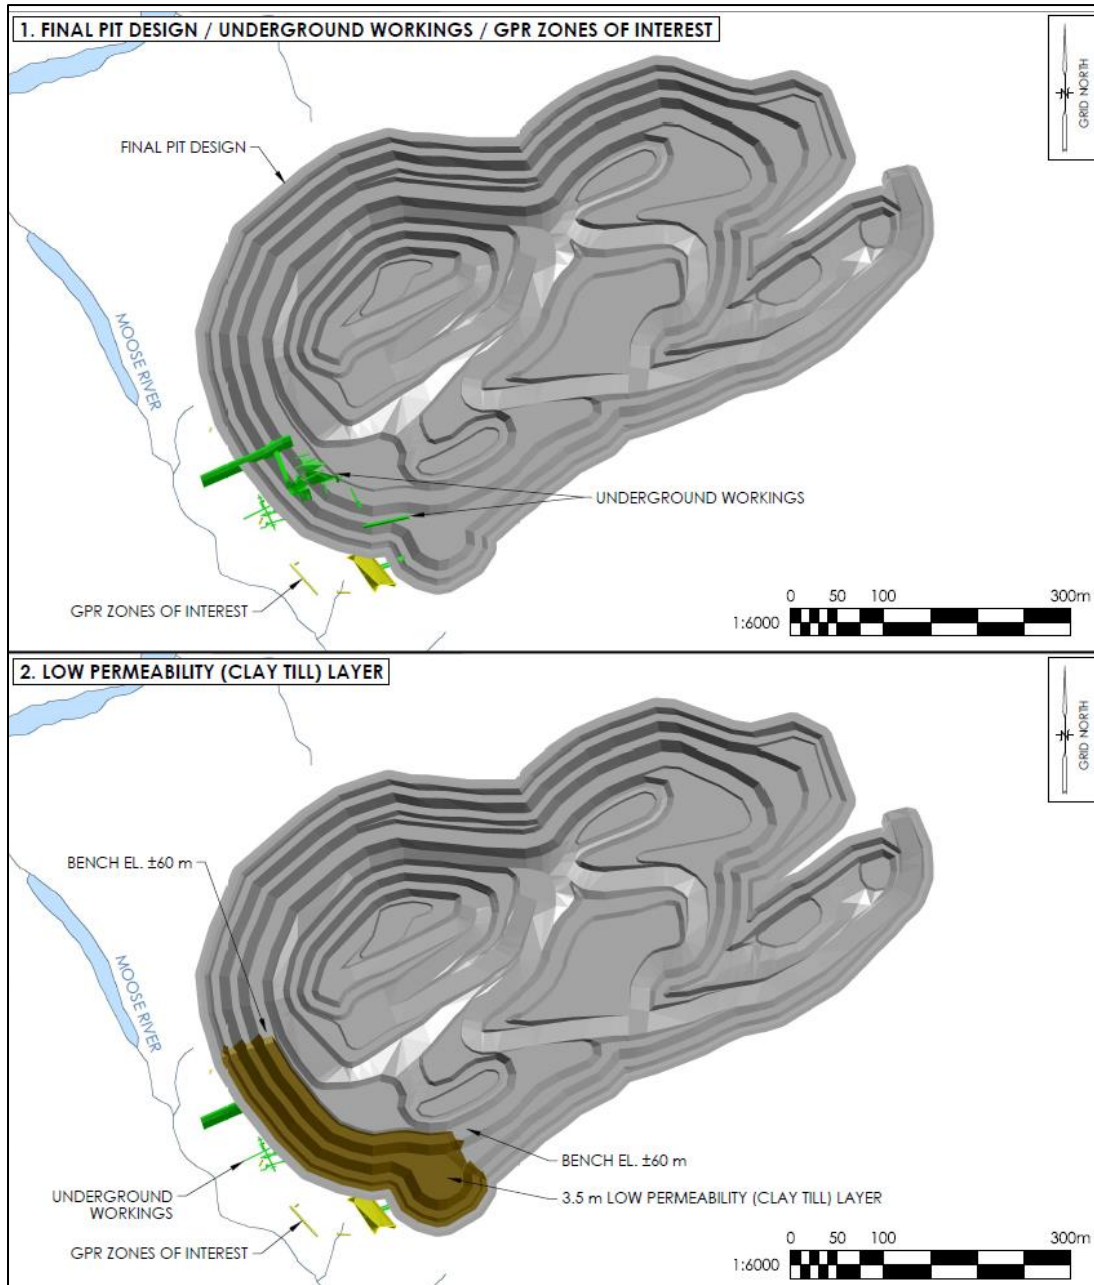 1. FINAL PIT DESIGN / UNDERGROUND WORKINGS / GPR ZONES OF INTEREST
GRID NORTH
N
FINAL PIT DESIGN
MOOSE RIVER
UNDERGROUND WORKINGS
GPR ZONES OF INTEREST
0 50 100 300m
1:6000
2. LOW PERMEABILITY (CLAY TILL) LAYER
GRID NORTH
N
BENCH EL. ±60 m
MOOSE RIVER
BENCH EL. ±60 m
3.5 m LOW PERMEABILITY (CLAY TILL) LAYER
UNDERGROUND
WORKINGS
GPR ZONES OF INTEREST
0 50 100 300m
1:6000